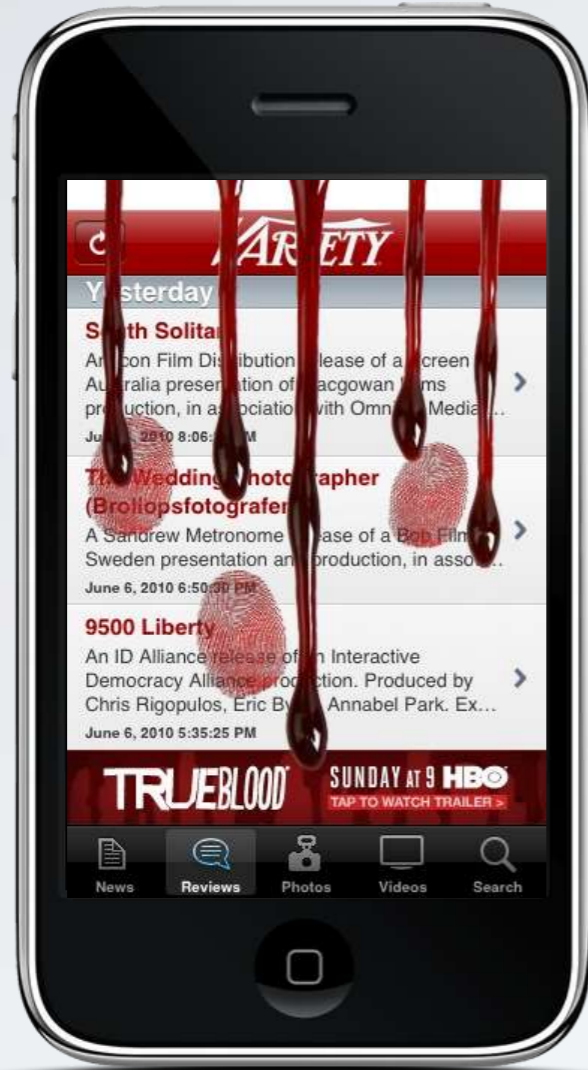 VARIETY
Yesterday
South Solitary
Arcon Film Distribution release of a Screen
Australia presentation of Macgowan Films
production, in association with Omnilab Media...
June 2010 8:06: PM
The Wedding Photographer
(Brollopsfotografen)
A Sandrew Metronome release of a Bob Film
Sweden presentation and production, in asso...
June 6, 2010 6:50:30 PM
9500 Liberty
An ID Alliance release of an Interactive
Democracy Alliance production. Produced by
Chris Rigopulos, Eric Annabel Park. Ex...
June 6, 2010 5:35:25 PM
TRUEBLOOD
SUNDAY AT 9 HBO
TAP TO WATCH TRAILER >
News
Reviews
Photos
Videos
Search